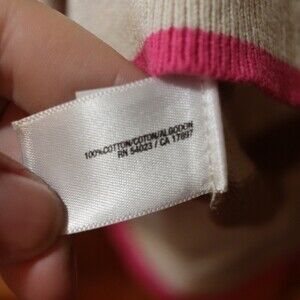 100%COTTON/COTON/ALGODON
RN 54023 / CA 17897